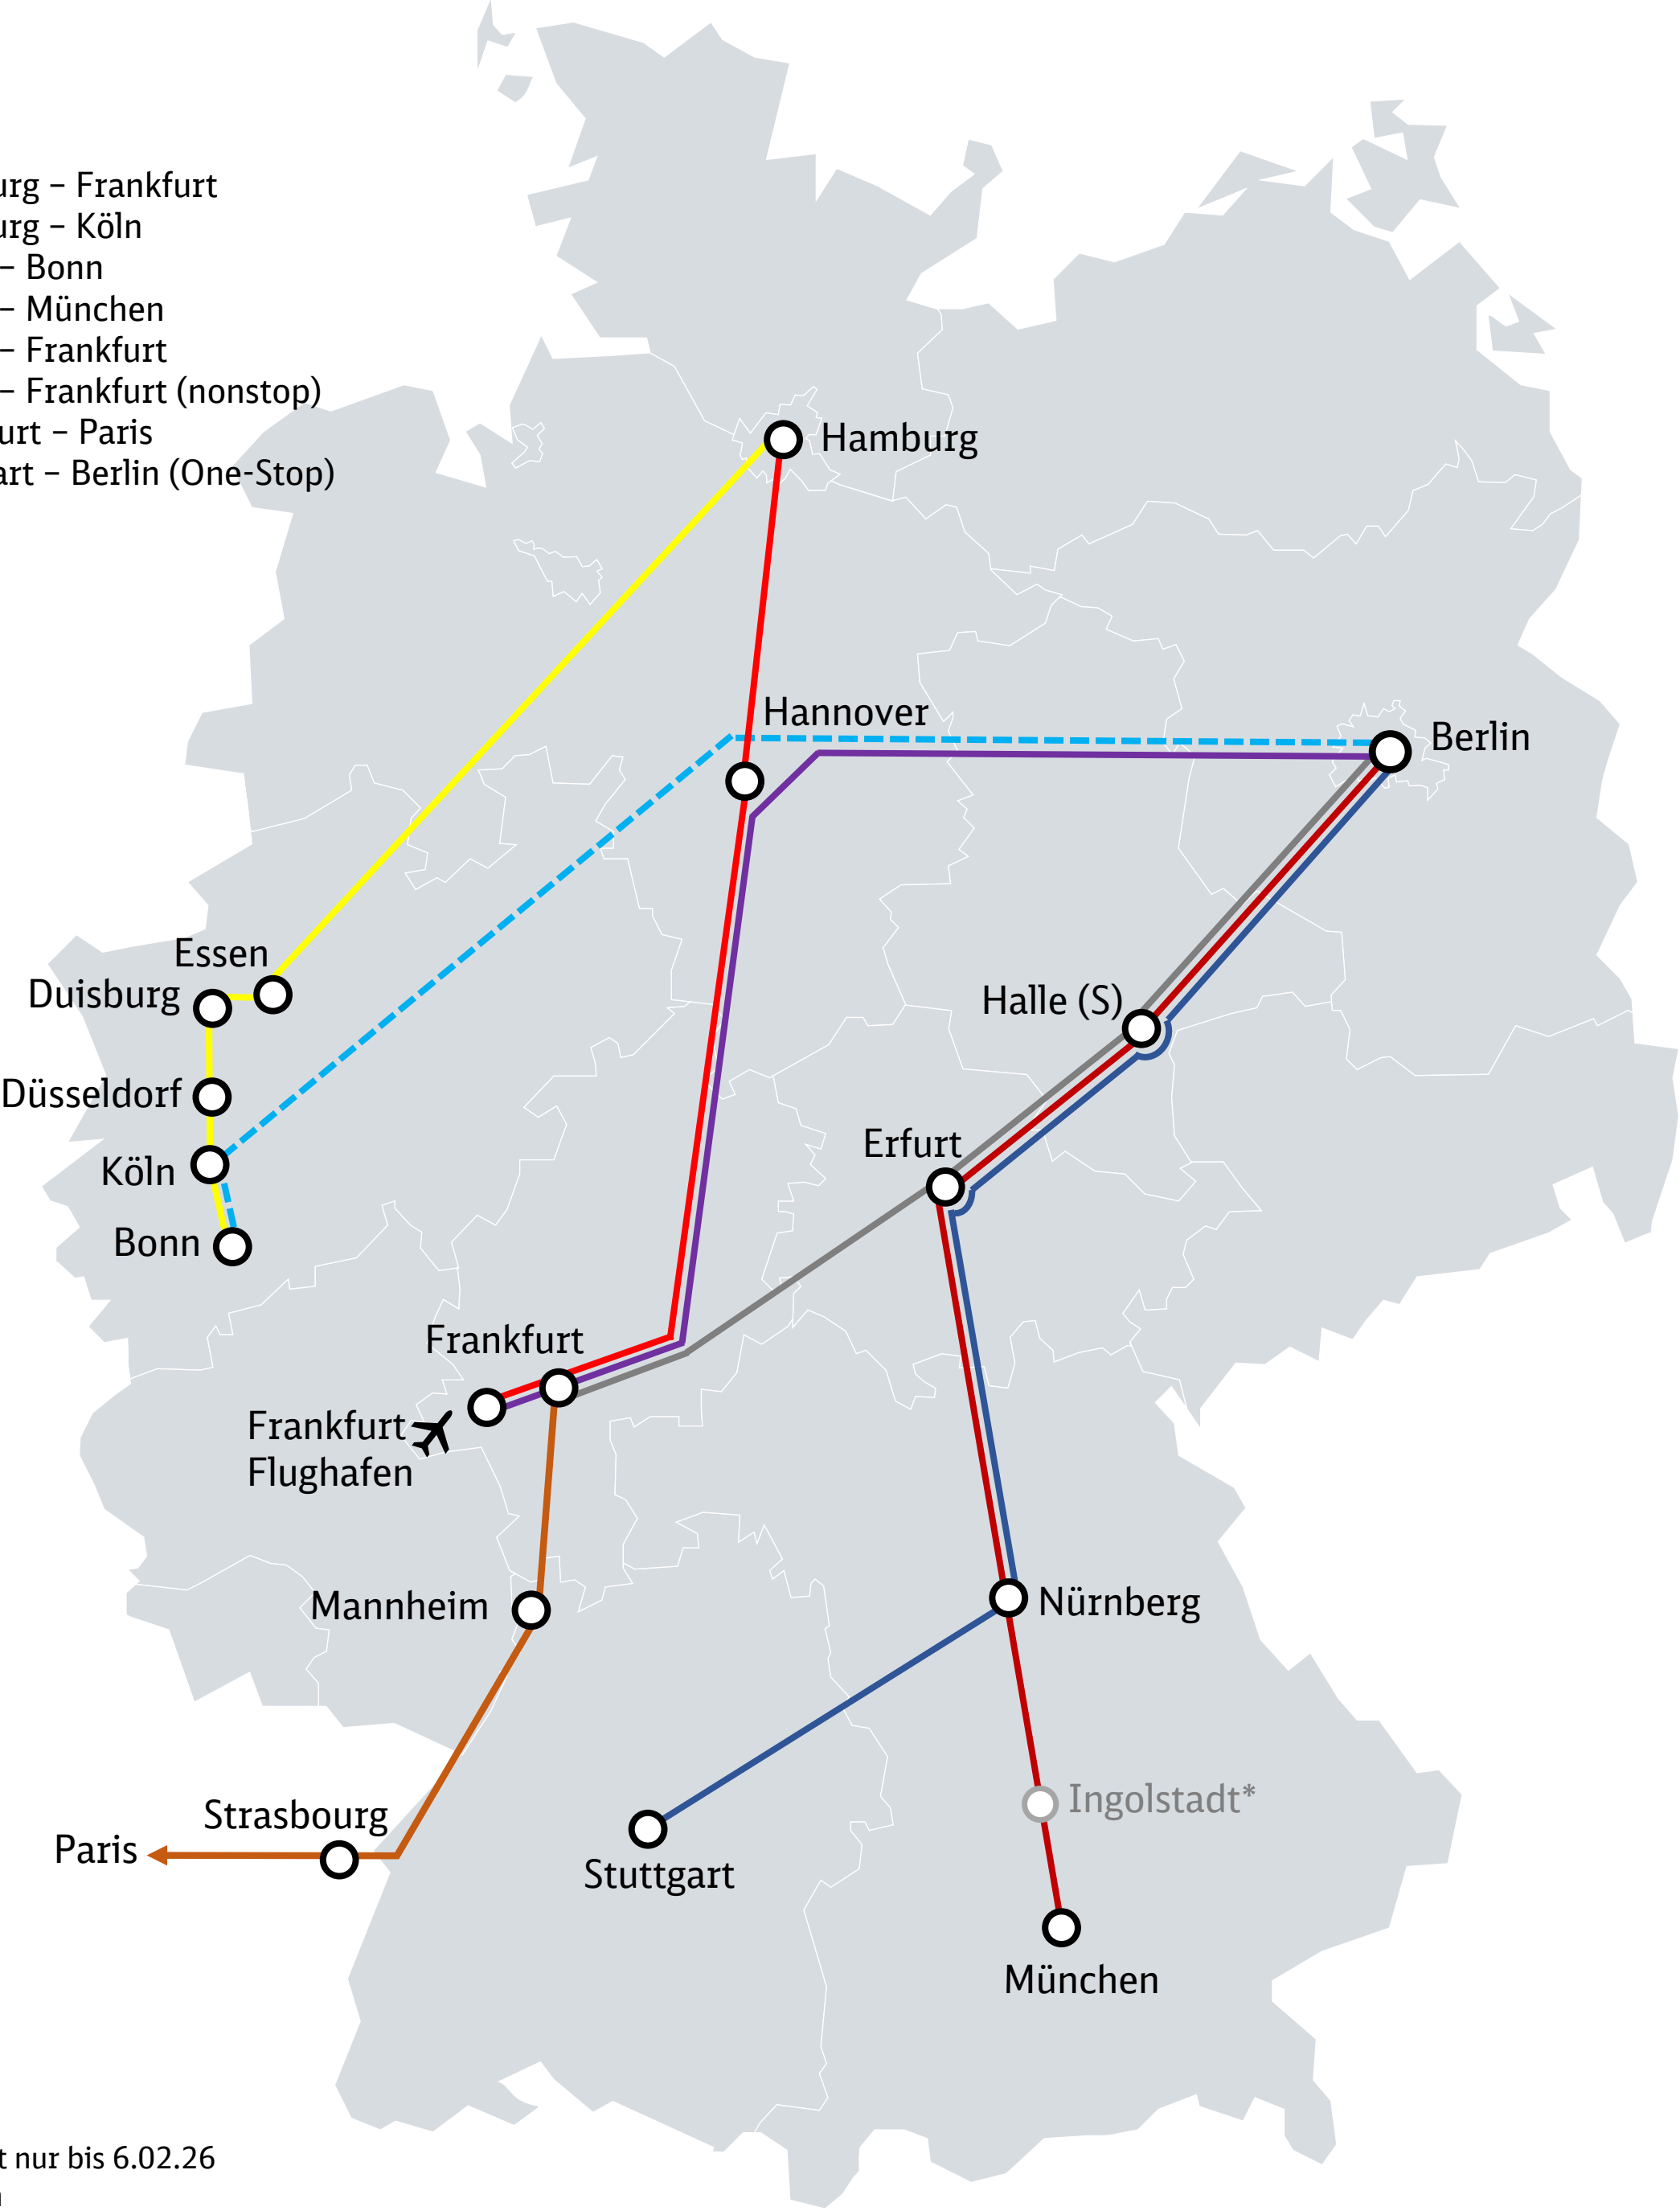 urg – Frankfurt
urg – Köln
– Bonn
– München
– Frankfurt
– Frankfurt (nonstop)
urt – Paris
art – Berlin (One-Stop)
Hamburg
Hannover
Berlin
Essen
Duisburg
Halle (S)
Düsseldorf
Erfurt
Köln
Bonn
Frankfurt
Frankfurt
Flughafen
Mannheim
Nürnberg
Ingolstadt*
Strasbourg
Paris
Stuttgart
München
t nur bis 6.02.26